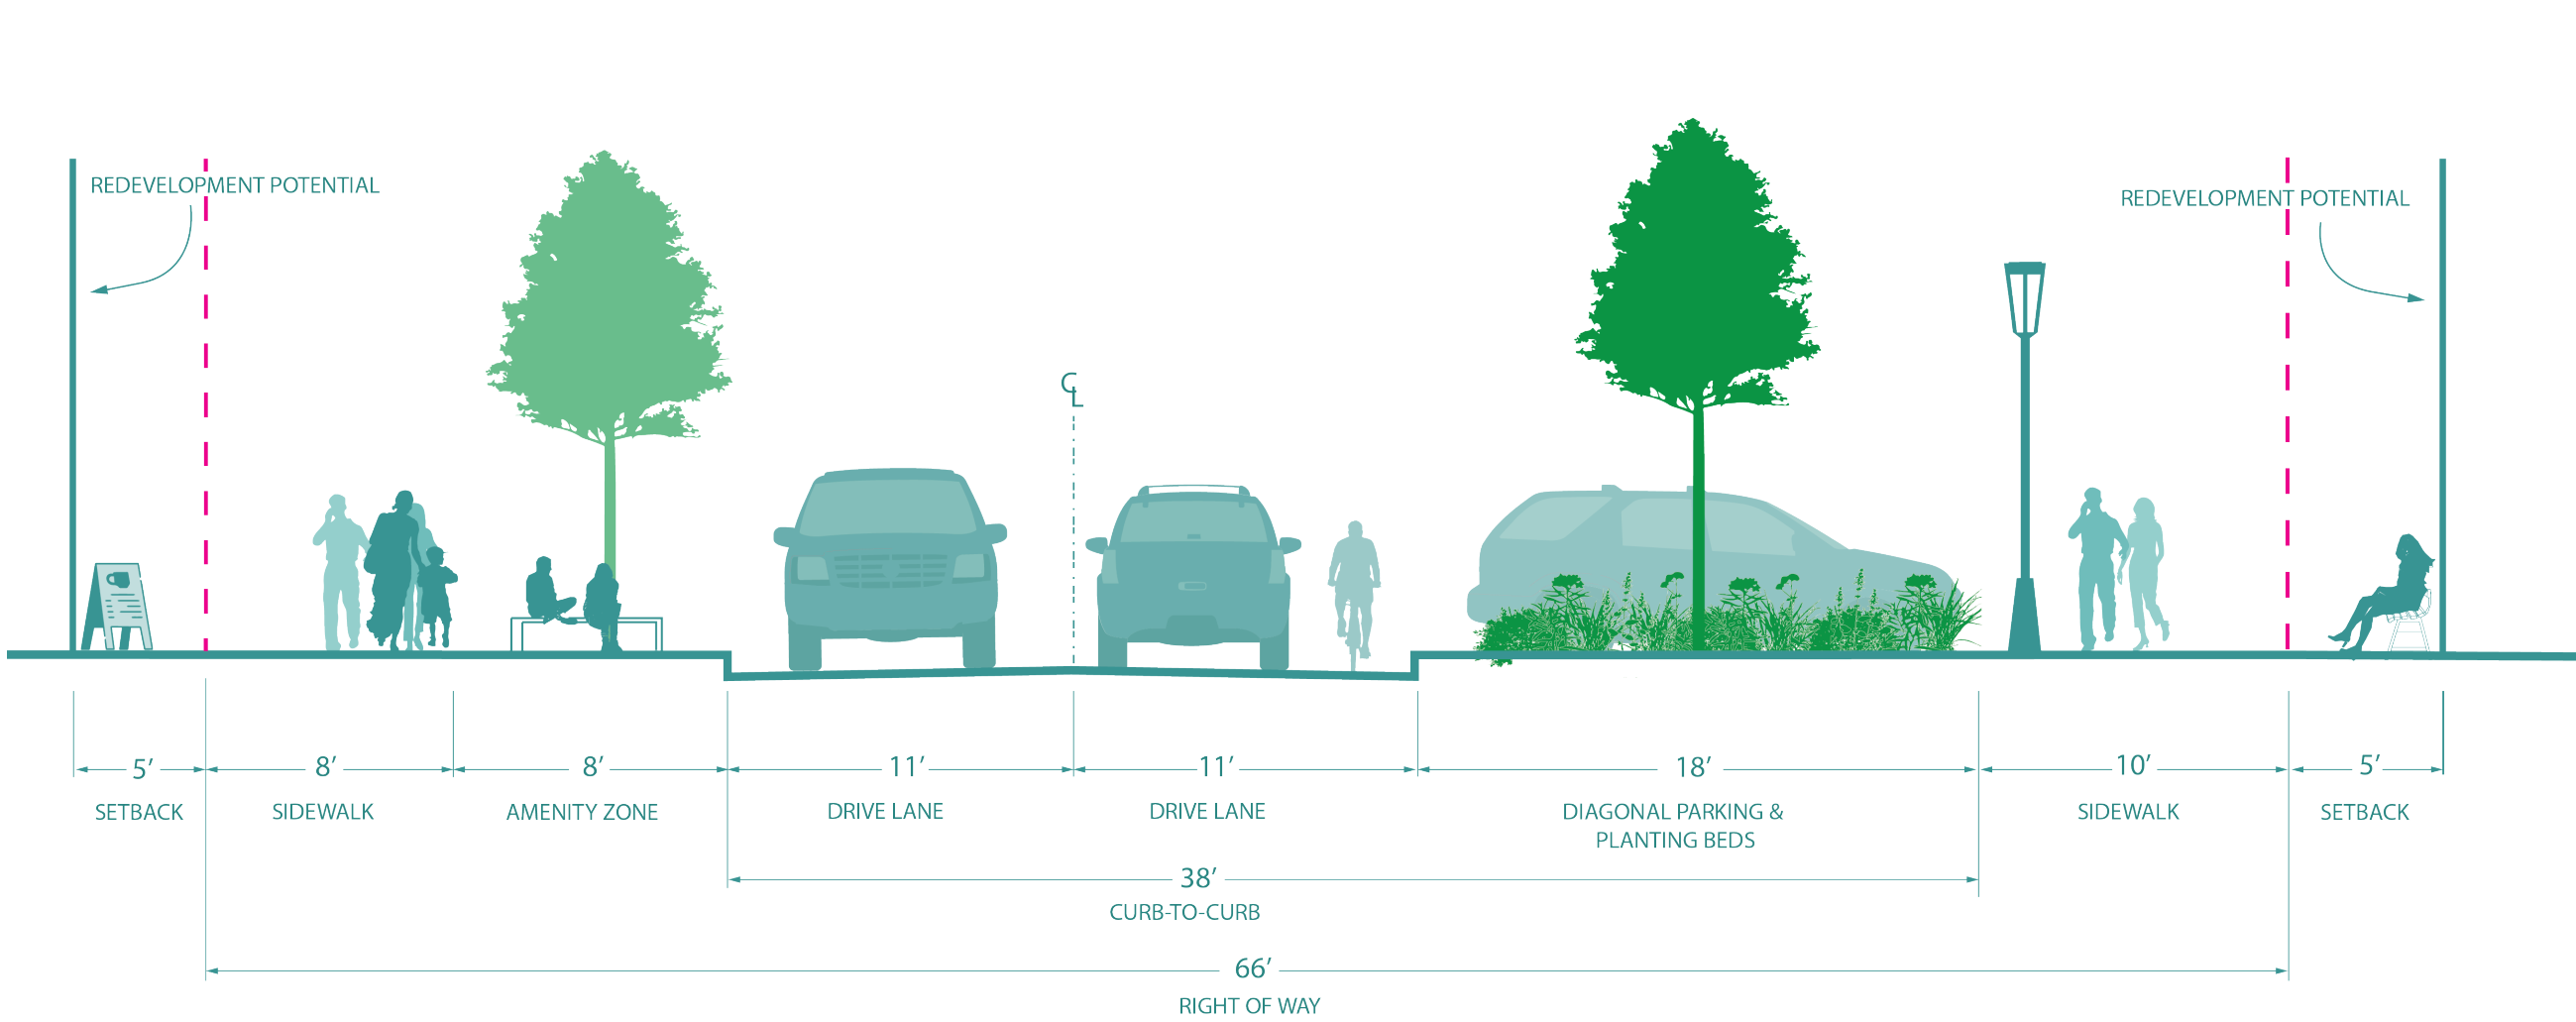 REDEVELOPMENT POTENTIAL
REDEVELOPMENT POTENTIAL
CL
5’
8’
8’
11’
11’
18’
10’
5’
SETBACK
SIDEWALK
AMENITY ZONE
DRIVE LANE
DRIVE LANE
DIAGONAL PARKING &
PLANTING BEDS
SIDEWALK
SETBACK
38’
CURB-TO-CURB
66’
RIGHT OF WAY